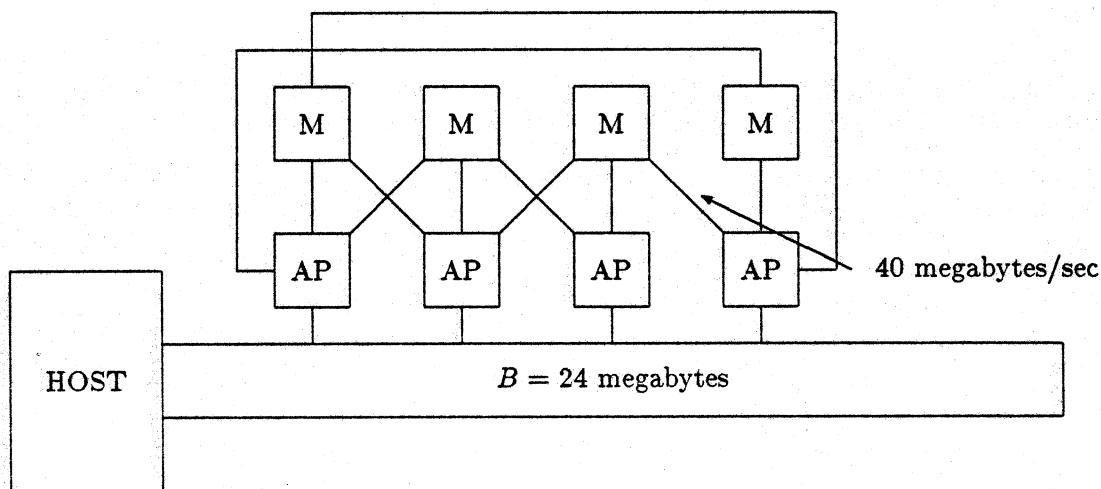 M M M M
AP AP AP AP
40 megabytes/sec
HOST
B = 24 megabytes